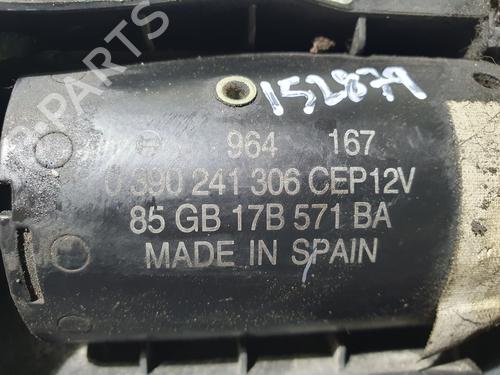 B-PARTS
152879
964 167
0 390 241 306 CEP12V
85 GB 17B 571 BA
MADE IN SPAIN